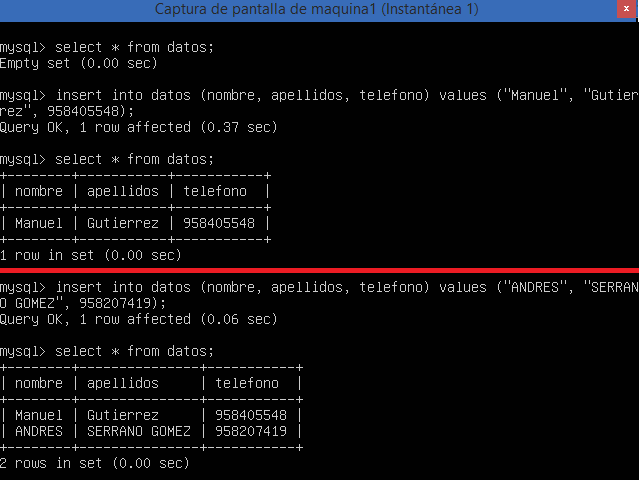 Captura de pantalla de maquina1 (Instantánea 1)
mysql> select * from datos;
Empty set (0.00 sec)
mysql> insert into datos (nombre, apellidos, telefono) values ("Manuel", "Gutier
rez", 958405548);
Query OK, 1 row affected (0.37 sec)
mysql> select * from datos;
+--------+-----------+-----------+
| nombre | apellidos | telefono  |
+--------+-----------+-----------+
| Manuel | Gutierrez | 958405548 |
+--------+-----------+-----------+
1 row in set (0.00 sec)
mysql> insert into datos (nombre, apellidos, telefono) values ("ANDRES", "SERRAN
O GOMEZ", 958207419);
Query OK, 1 row affected (0.06 sec)
mysql> select * from datos;
+--------+---------------+-----------+
| nombre | apellidos     | telefono  |
+--------+---------------+-----------+
| Manuel | Gutierrez     | 958405548 |
| ANDRES | SERRANO GOMEZ | 958207419 |
+--------+---------------+-----------+
2 rows in set (0.00 sec)